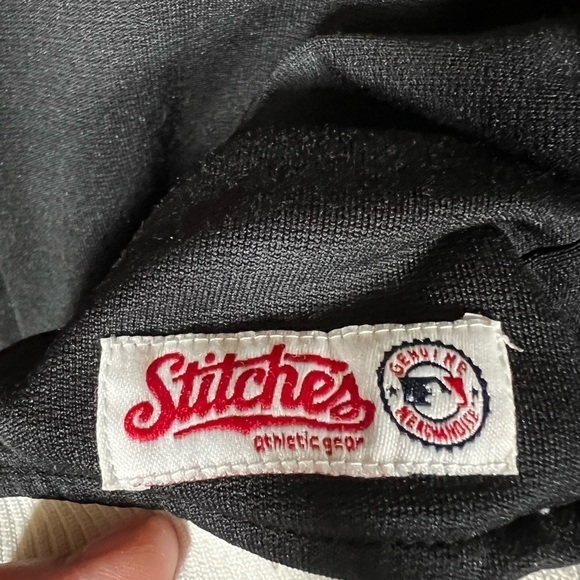 Stitches
athletic gear
GENUINE
MERCHANDISE